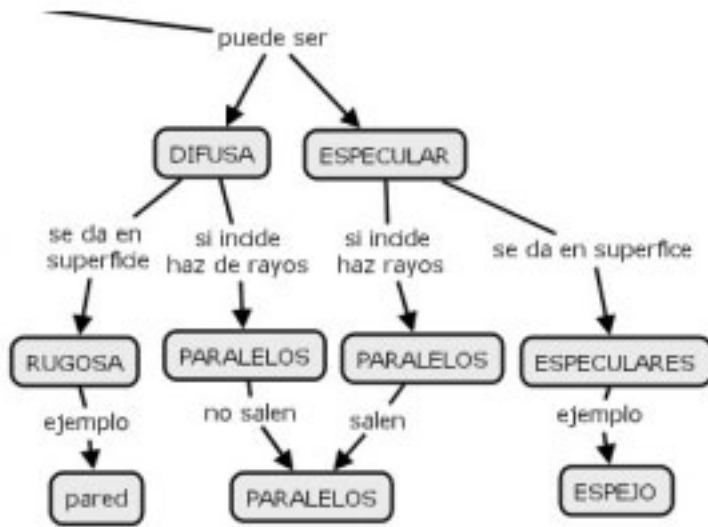 puede ser
DIFUSA
ESPECULAR
se da en
superficie
si incide
haz de rayos
si incide
haz rayos
se da en superfice
RUGOSA
PARALELOS
PARALELOS
ESPECULARES
ejemplo
no salen
salen
ejemplo
pared
PARALELOS
ESPEJO